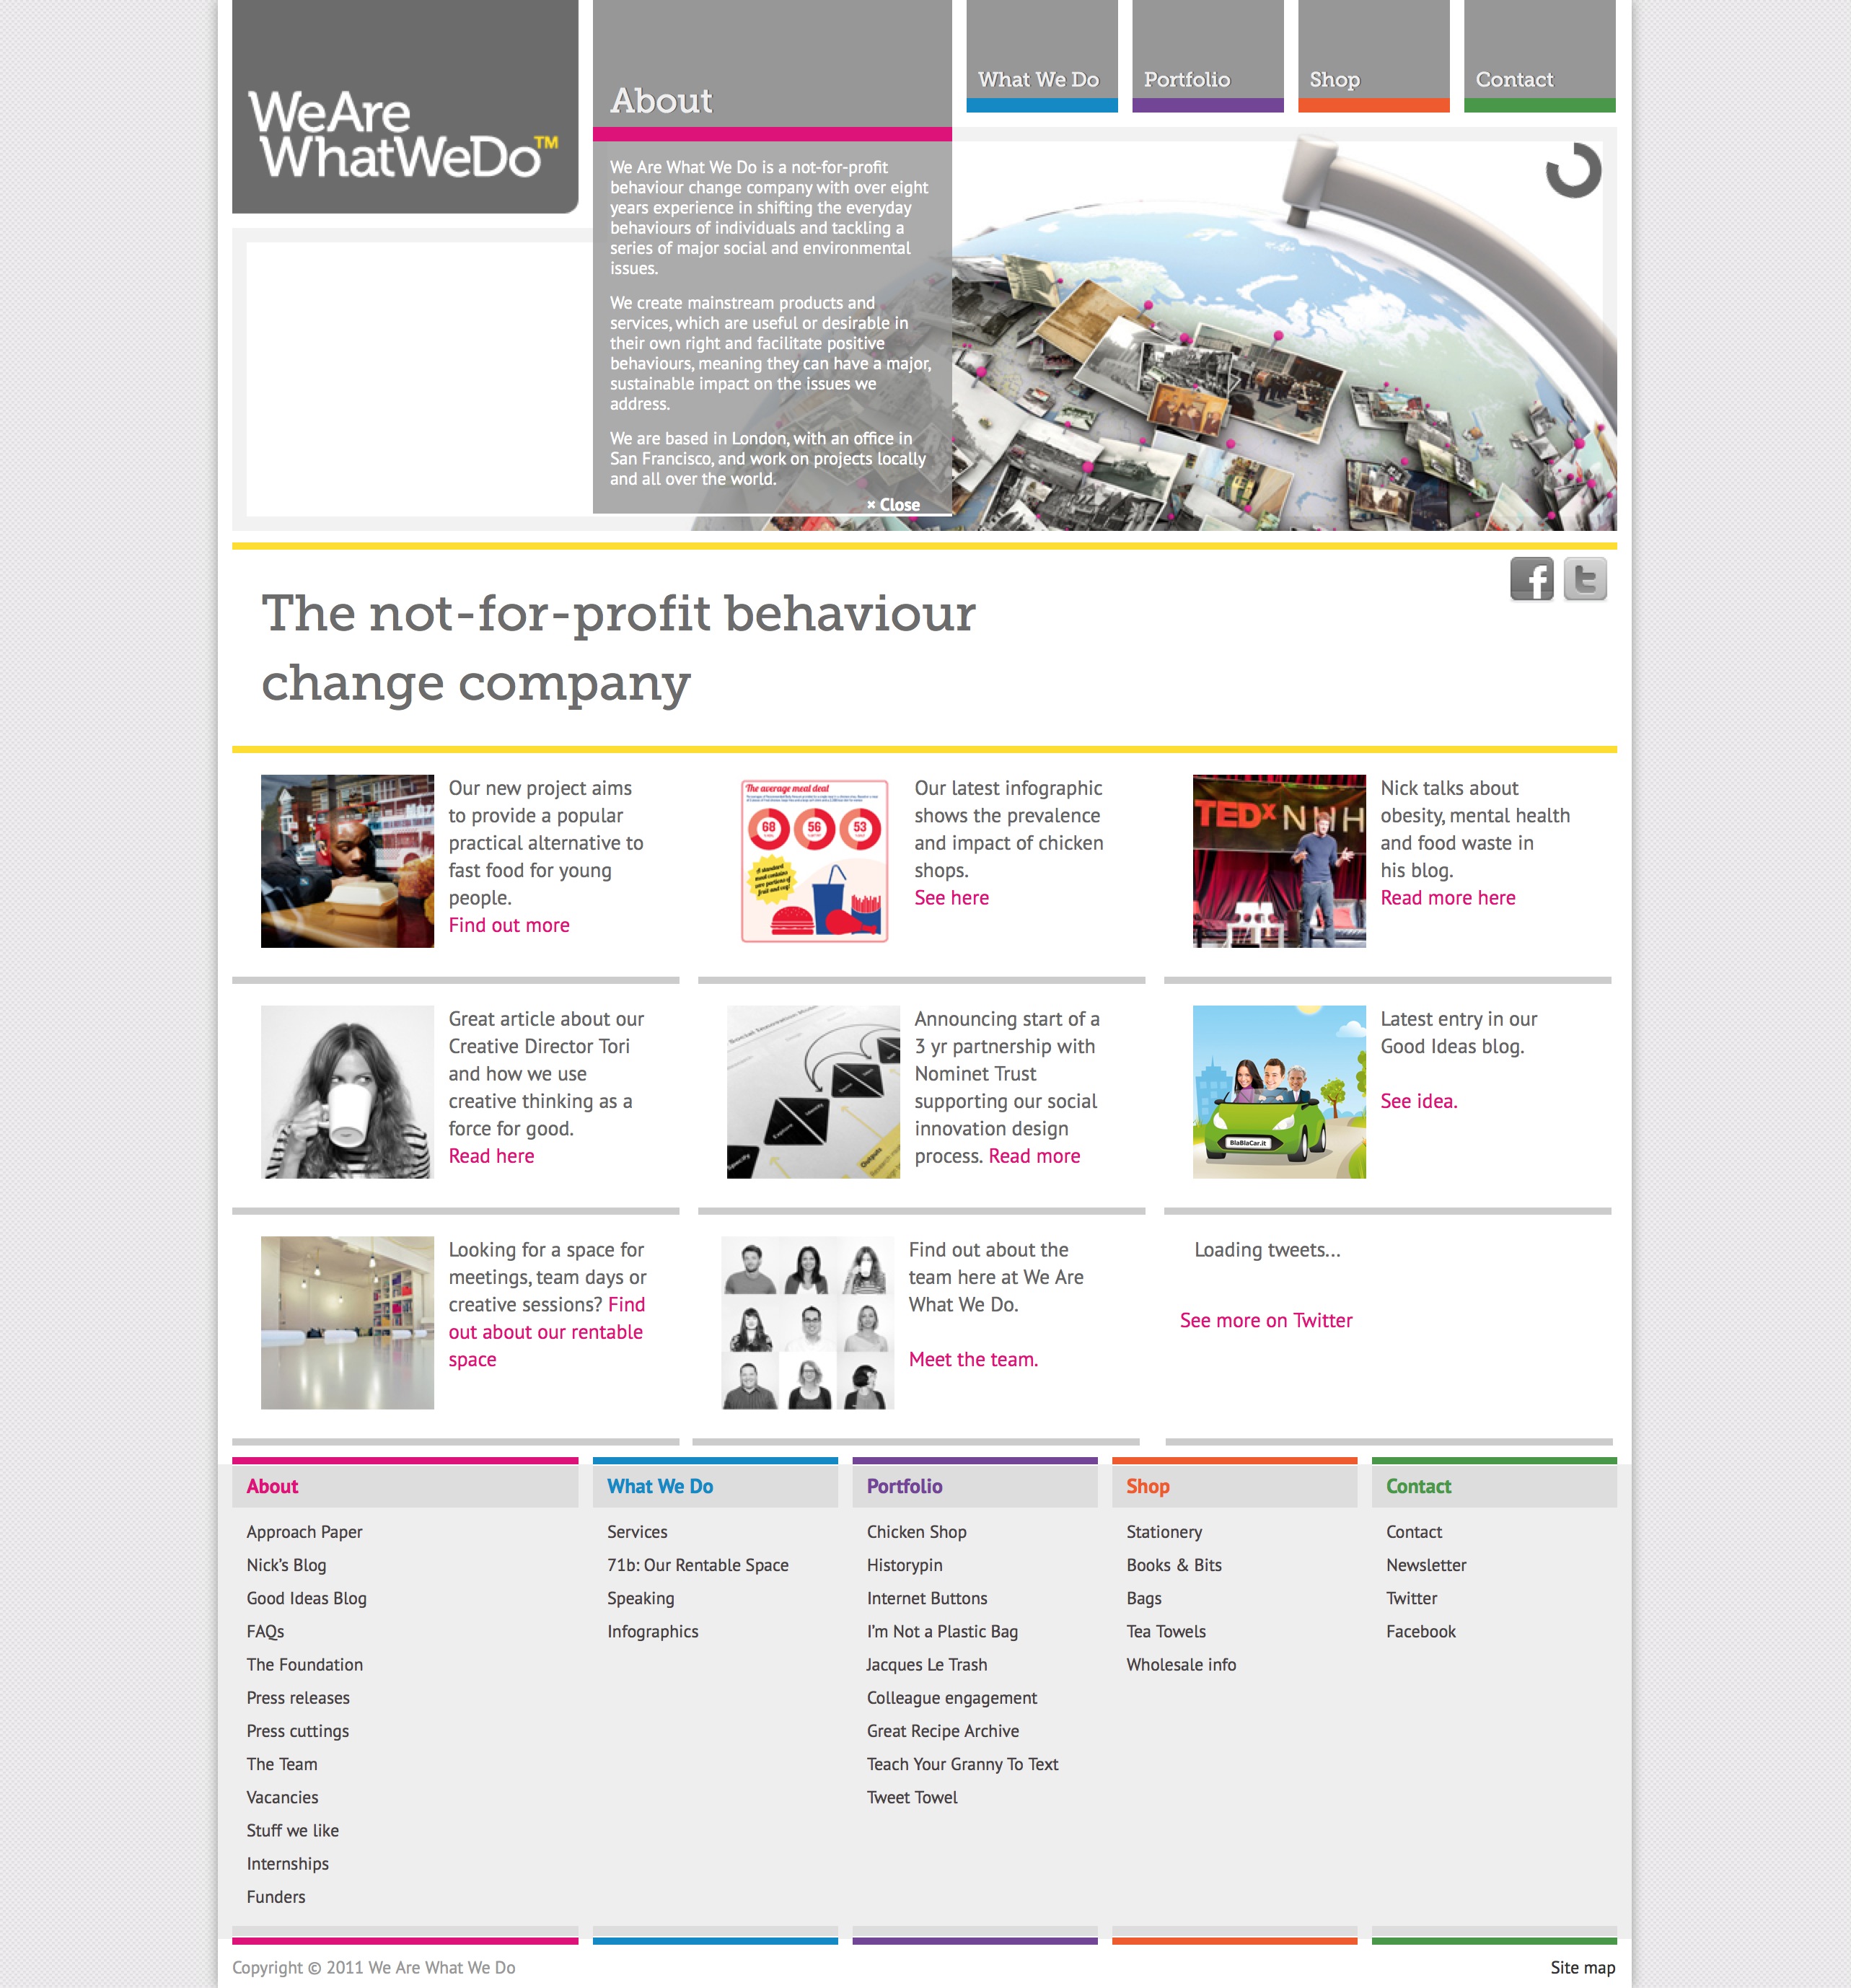 WeAre
WhatWeDo™
About
What We Do
Portfolio
Shop
Contact
We Are What We Do is a not-for-profit
behaviour change company with over eight
years experience in shifting the everyday
behaviours of individuals and tackling a
series of major social and environmental
issues.
We create mainstream products and
services, which are useful or desirable in
their own right and facilitate positive
behaviours, meaning they can have a major,
sustainable impact on the issues we
address.
We are based in London, with an office in
San Francisco, and work on projects locally
and all over the world.
× Close
The not-for-profit behaviour
change company
Our new project aims
to provide a popular
practical alternative to
fast food for young
people.
Find out more
The average meal deal
68
56
53
A standard
meal contains
Our latest infographic
shows the prevalence
and impact of chicken
shops.
See here
TEDx NHH
Nick talks about
obesity, mental health
and food waste in
his blog.
Read more here
Great article about our
Creative Director Tori
and how we use
creative thinking as a
force for good.
Read here
Explore
Identify
Specify
Outputs
Announcing start of a
3 yr partnership with
Nominet Trust
supporting our social
innovation design
process. Read more
BlaBlaCar.it
Latest entry in our
Good Ideas blog.
See idea.
Looking for a space for
meetings, team days or
creative sessions? Find
out about our rentable
space
Find out about the
team here at We Are
What We Do.
Meet the team.
Loading tweets...
See more on Twitter
About
Approach Paper
Nick's Blog
Good Ideas Blog
FAQs
The Foundation
Press releases
Press cuttings
The Team
Vacancies
Stuff we like
Internships
Funders
What We Do
Services
71b: Our Rentable Space
Speaking
Infographics
Portfolio
Chicken Shop
Historypin
Internet Buttons
I'm Not a Plastic Bag
Jacques Le Trash
Colleague engagement
Great Recipe Archive
Teach Your Granny To Text
Tweet Towel
Shop
Stationery
Books & Bits
Bags
Tea Towels
Wholesale info
Contact
Contact
Newsletter
Twitter
Facebook
Copyright © 2011 We Are What We Do
Site map